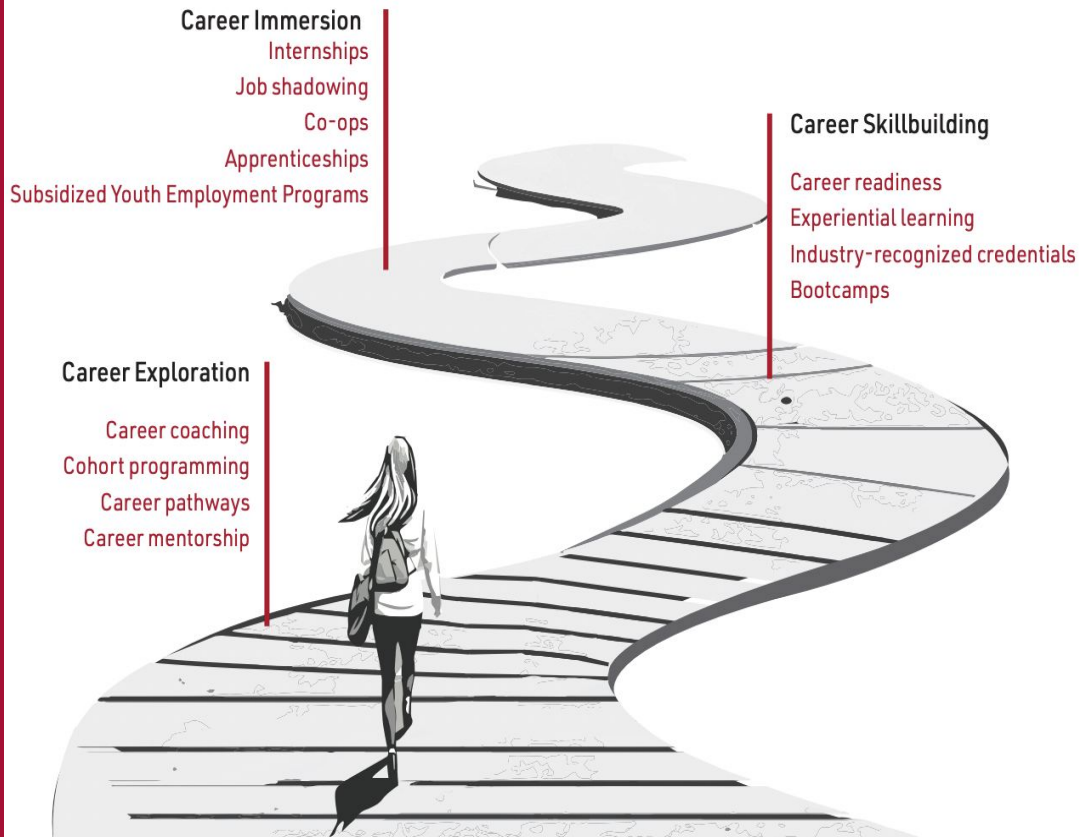 Career Immersion
Internships
Job shadowing
Co-ops
Apprenticeships
Subsidized Youth Employment Programs
Career Skillbuilding
Career readiness
Experiential learning
Industry-recognized credentials
Bootcamps
Career Exploration
Career coaching
Cohort programming
Career pathways
Career mentorship